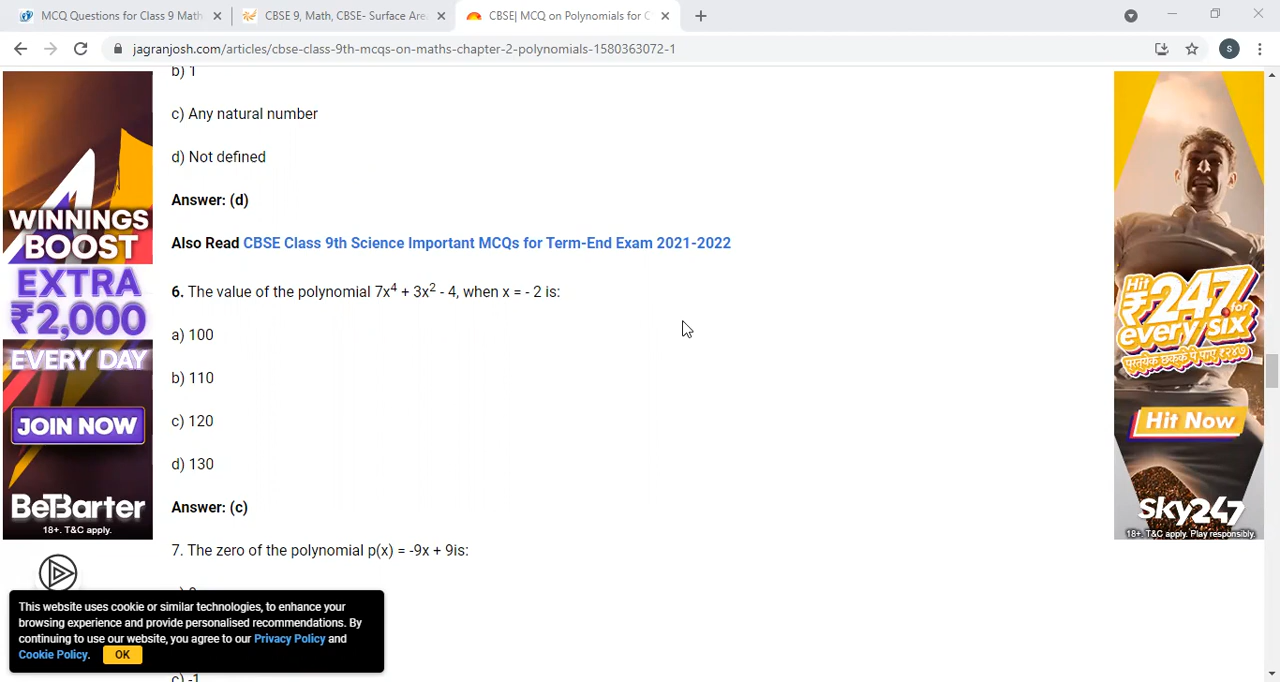 MCQ Questions for Class 9 Math
CBSE 9, Math, CBSE- Surface Are
CBSE| MCQ on Polynomials for C
jagranjosh.com/articles/cbse-class-9th-mcqs-on-maths-chapter-2-polynomials-1580363072-1
S
b) 1
c) Any natural number
d) Not defined
Answer: (d)
Also Read CBSE Class 9th Science Important MCQs for Term-End Exam 2021-2022
6. The value of the polynomial 7x⁴ + 3x² - 4, when x = - 2 is:
a) 100
b) 110
c) 120
d) 130
Answer: (c)
7. The zero of the polynomial p(x) = -9x + 9is:
c) -1
WINNINGS
BOOST
EXTRA
₹2,000
EVERY DAY
JOIN NOW
BetBarter
18+. T&C apply.
This website uses cookie or similar technologies, to enhance your
browsing experience and provide personalised recommendations. By
continuing to use our website, you agree to our Privacy Policy and
Cookie Policy. OK
Hit
₹247 for
every six
प्रत्येक छक्के पे पाए ₹२४७
Hit Now
Sky247
18+. T&C apply. Play responsibly.